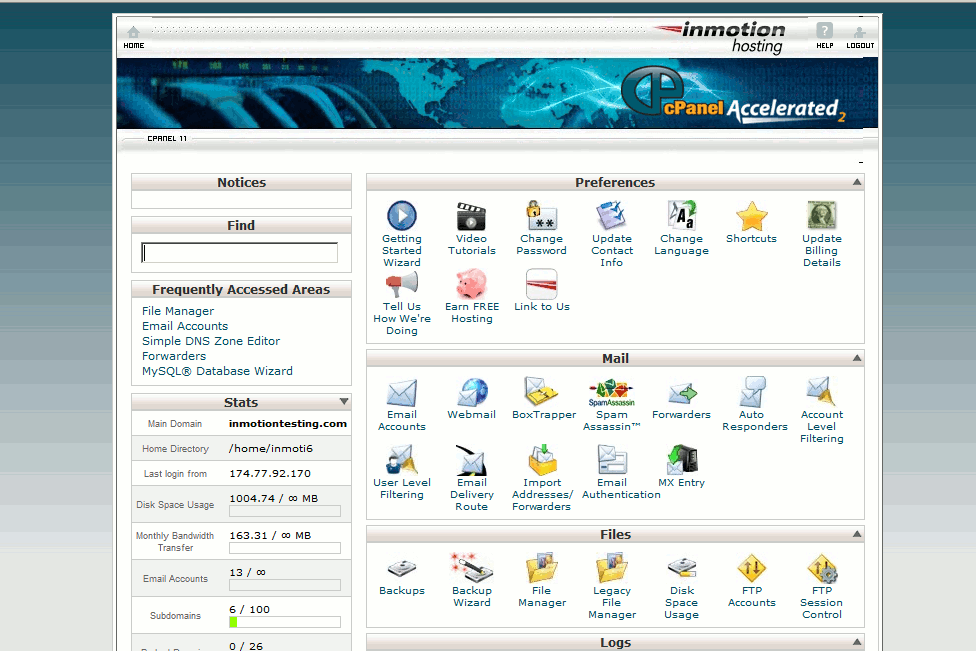 HOME
inmotion
hosting
HELP
LOGOUT
cPanel Accelerated 2
CPANEL 11
Notices
Find
Frequently Accessed Areas
File Manager
Email Accounts
Simple DNS Zone Editor
Forwarders
MySQL® Database Wizard
Stats
Main Domain inmotiontesting.com
Home Directory /home/inmoti6
Last login from 174.77.92.170
Disk Space Usage 1004.74 / ∞ MB
Monthly Bandwidth
Transfer
163.31 / ∞ MB
Email Accounts 13 / ∞
Subdomains 6 / 100
0 / 26
Preferences
Getting
Started
Wizard
Video
Tutorials
Change
Password
Update
Contact
Info
Change
Language
Shortcuts
Update
Billing
Details
Tell Us
How We're
Doing
Earn FREE
Hosting
Link to Us
Mail
Email
Accounts
Webmail
BoxTrapper
SpamAssassin
Spam
Assassin™
Forwarders
Auto
Responders
Account
Level
Filtering
User Level
Filtering
Email
Delivery
Route
Import
Addresses/
Forwarders
Email
Authentication
MX Entry
Files
Backups
Backup
Wizard
File
Manager
Legacy
File
Manager
Disk
Space
Usage
FTP
Accounts
FTP
Session
Control
Logs